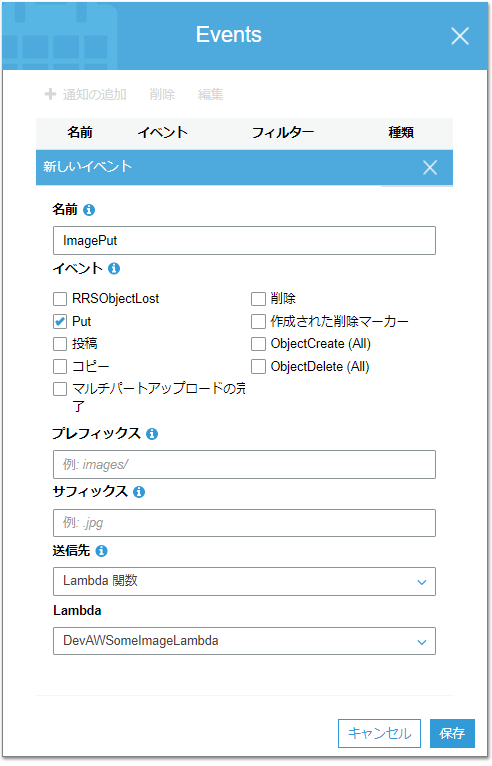 Events
通知の追加 削除 編集
名前 イベント フィルター 種類
新しいイベント
名前
ImagePut
イベント
RRSObjectLost 削除
Put 作成された削除マーカー
投稿 ObjectCreate (All)
コピー ObjectDelete (All)
マルチパートアップロードの完
了
プレフィックス
例: images/
サフィックス
例: .jpg
送信先
Lambda 関数
Lambda
DevAWSomeImageLambda
キャンセル 保存